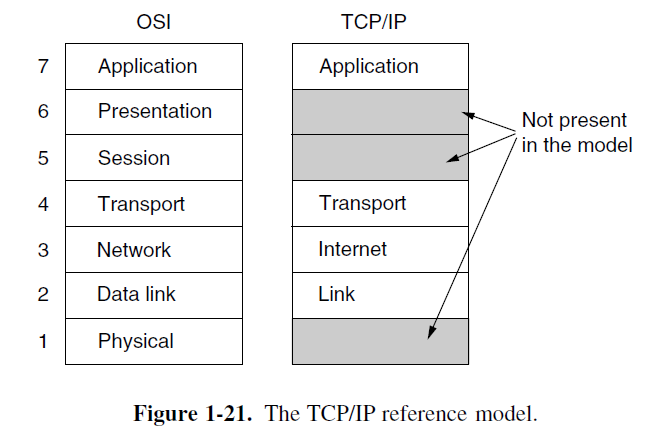 OSI TCP/IP
7 Application Application
6 Presentation
Not present
in the model
5 Session
4 Transport Transport
3 Network Internet
2 Data link Link
1 Physical
Figure 1-21. The TCP/IP reference model.